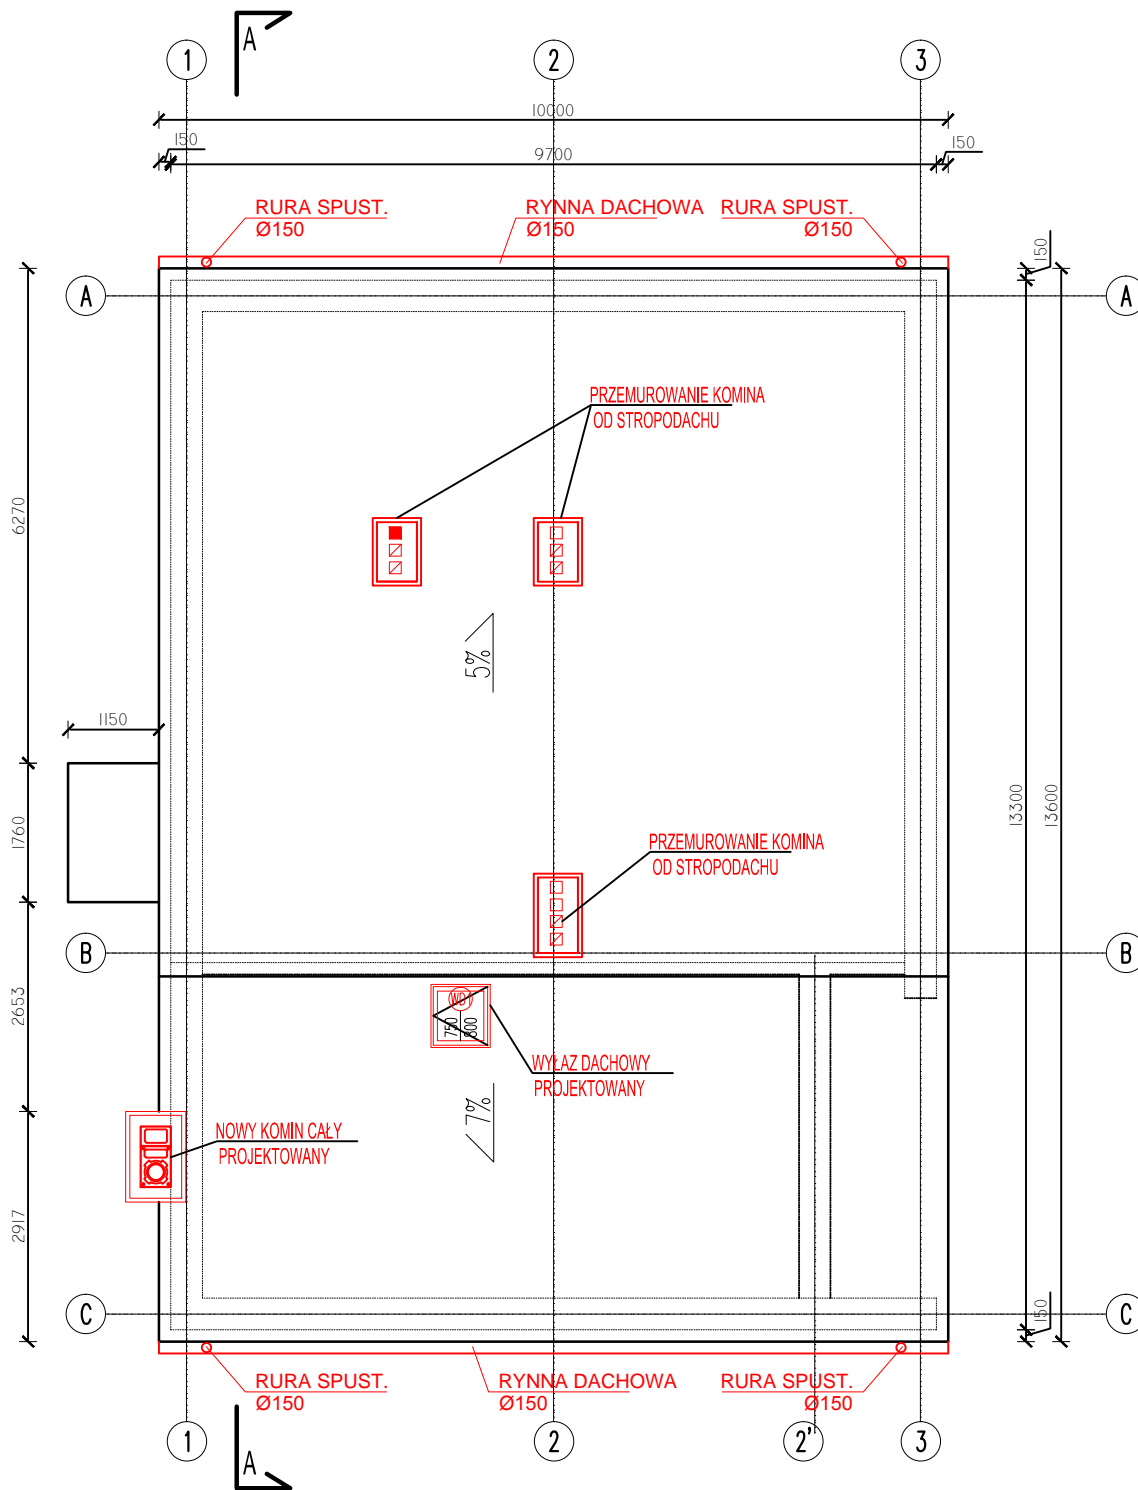 A
1
2
3
10000
150
9700
150
RURA SPUST.
Ø150
RYNNA DACHOWA
Ø150
RURA SPUST.
Ø150
150
A
A
PRZEMUROWANIE KOMINA
OD STROPODACHU
6270
5%
1150
13300
13600
1760
PRZEMUROWANIE KOMINA
OD STROPODACHU
B
B
2653
WD1
750
800
WYŁAZ DACHOWY
PROJEKTOWANY
7%
NOWY KOMIN CAŁY
PROJEKTOWANY
2917
150
C
C
RURA SPUST.
Ø150
RYNNA DACHOWA
Ø150
RURA SPUST.
Ø150
1
2
2'
3
A